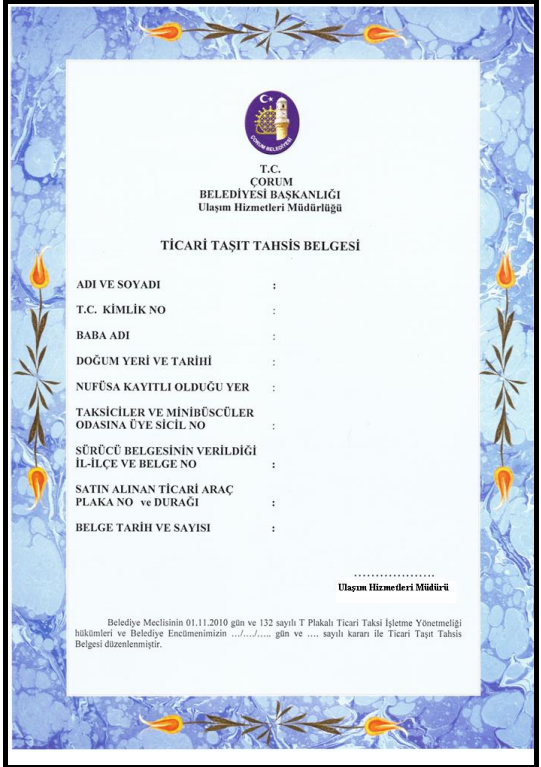 ÇORUM BELEDİYESİ
T.C.
ÇORUM
BELEDİYESİ BAŞKANLIĞI
Ulaşım Hizmetleri Müdürlüğü
TİCARİ TAŞIT TAHSİS BELGESİ
ADI VE SOYADI :
T.C. KİMLİK NO :
BABA ADI :
DOĞUM YERİ VE TARİHİ :
NUFÜSA KAYITLI OLDUĞU YER :
TAKSİCİLER VE MİNİBÜSCÜLER
ODASINA ÜYE SİCİL NO :
SÜRÜCÜ BELGESİNİN VERİLDİĞİ
İL-İLÇE VE BELGE NO :
SATIN ALINAN TİCARİ ARAÇ
PLAKA NO ve DURAĞI :
BELGE TARİH VE SAYISI :
...................
Ulaşım Hizmetleri Müdürü
Belediye Meclisinin 01.11.2010 gün ve 132 sayılı T Plakalı Ticari Taksi İşletme Yönetmeliği
hükümleri ve Belediye Encümenimizin .../..../..... gün ve .... sayılı kararı ile Ticari Taşıt Tahsis
Belgesi düzenlenmiştir.